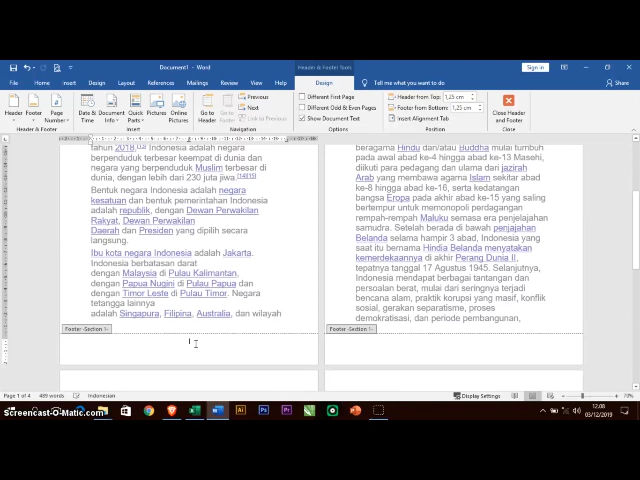 Document1 - Word
Header & Footer Tools
Sign in
File
Home
Insert
Design
Layout
References
Mailings
Review
View
Help
Design
Tell me what you want to do
Header
Footer
Page Number
Date & Time
Document Info
Quick Parts
Pictures
Online Pictures
Go to Header
Go to Footer
Previous
Next
Link to Previous
Different First Page
Different Odd & Even Pages
Show Document Text
Header from Top: 1,25 cm
Footer from Bottom: 1,25 cm
Insert Alignment Tab
Close Header and Footer
Header & Footer
Insert
Navigation
Options
Position
Close
tahun 2018.
Indonesia adalah negara
berpenduduk terbesar keempat di dunia dan
negara yang berpenduduk Muslim terbesar di
dunia, dengan lebih dari 230 juta jiwa.[14][15]
Bentuk negara Indonesia adalah negara
kesatuan dan bentuk pemerintahan Indonesia
adalah republik, dengan Dewan Perwakilan
Rakyat, Dewan Perwakilan
Daerah dan Presiden yang dipilih secara
langsung.
Ibu kota negara Indonesia adalah Jakarta.
Indonesia berbatasan darat
dengan Malaysia di Pulau Kalimantan,
dengan Papua Nugini di Pulau Papua dan
dengan Timor Leste di Pulau Timor. Negara
tetangga lainnya
adalah Singapura, Filipina, Australia, dan wilayah
Footer -Section 1-
beragama Hindu dan/atau Buddha mulai tumbuh
pada awal abad ke-4 hingga abad ke-13 Masehi,
diikuti para pedagang dan ulama dari jazirah
Arab yang membawa agama Islam sekitar abad
ke-8 hingga abad ke-16, serta kedatangan
bangsa Eropa pada akhir abad ke-15 yang saling
bertempur untuk memonopoli perdagangan
rempah-rempah Maluku semasa era penjelajahan
samudra. Setelah berada di bawah penjajahan
Belanda selama hampir 3 abad, Indonesia yang
saat itu bernama Hindia Belanda menyatakan
kemerdekaannya di akhir Perang Dunia II,
tepatnya tanggal 17 Agustus 1945. Selanjutnya,
Indonesia mendapat berbagai tantangan dan
persoalan berat, mulai dari seringnya terjadi
bencana alam, praktik korupsi yang masif, konflik
sosial, gerakan separatisme, proses
demokratisasi, dan periode pembangunan,
Footer -Section 1-
Page 1 of 4
489 words
Indonesian
Display Settings
70%
12.08
03/12/2019
Screencast-O-Matic.com